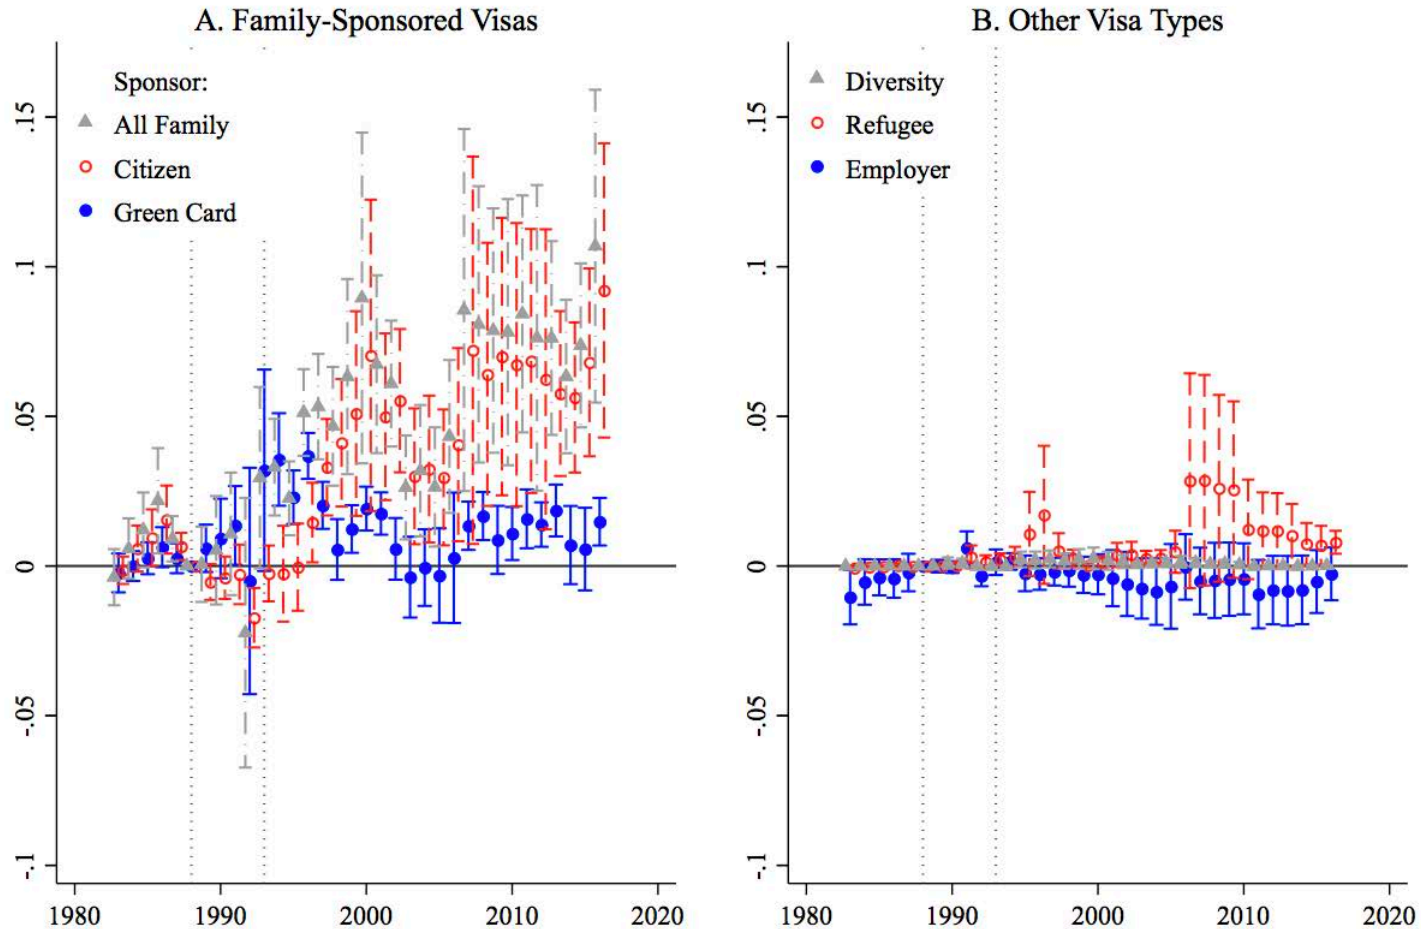 A. Family-Sponsored Visas
Sponsor:
All Family
Citizen
Green Card
.15
.1
.05
0
-.05
-.1
1980 1990 2000 2010 2020
B. Other Visa Types
Diversity
Refugee
Employer
.15
.1
.05
0
-.05
-.1
1980 1990 2000 2010 2020